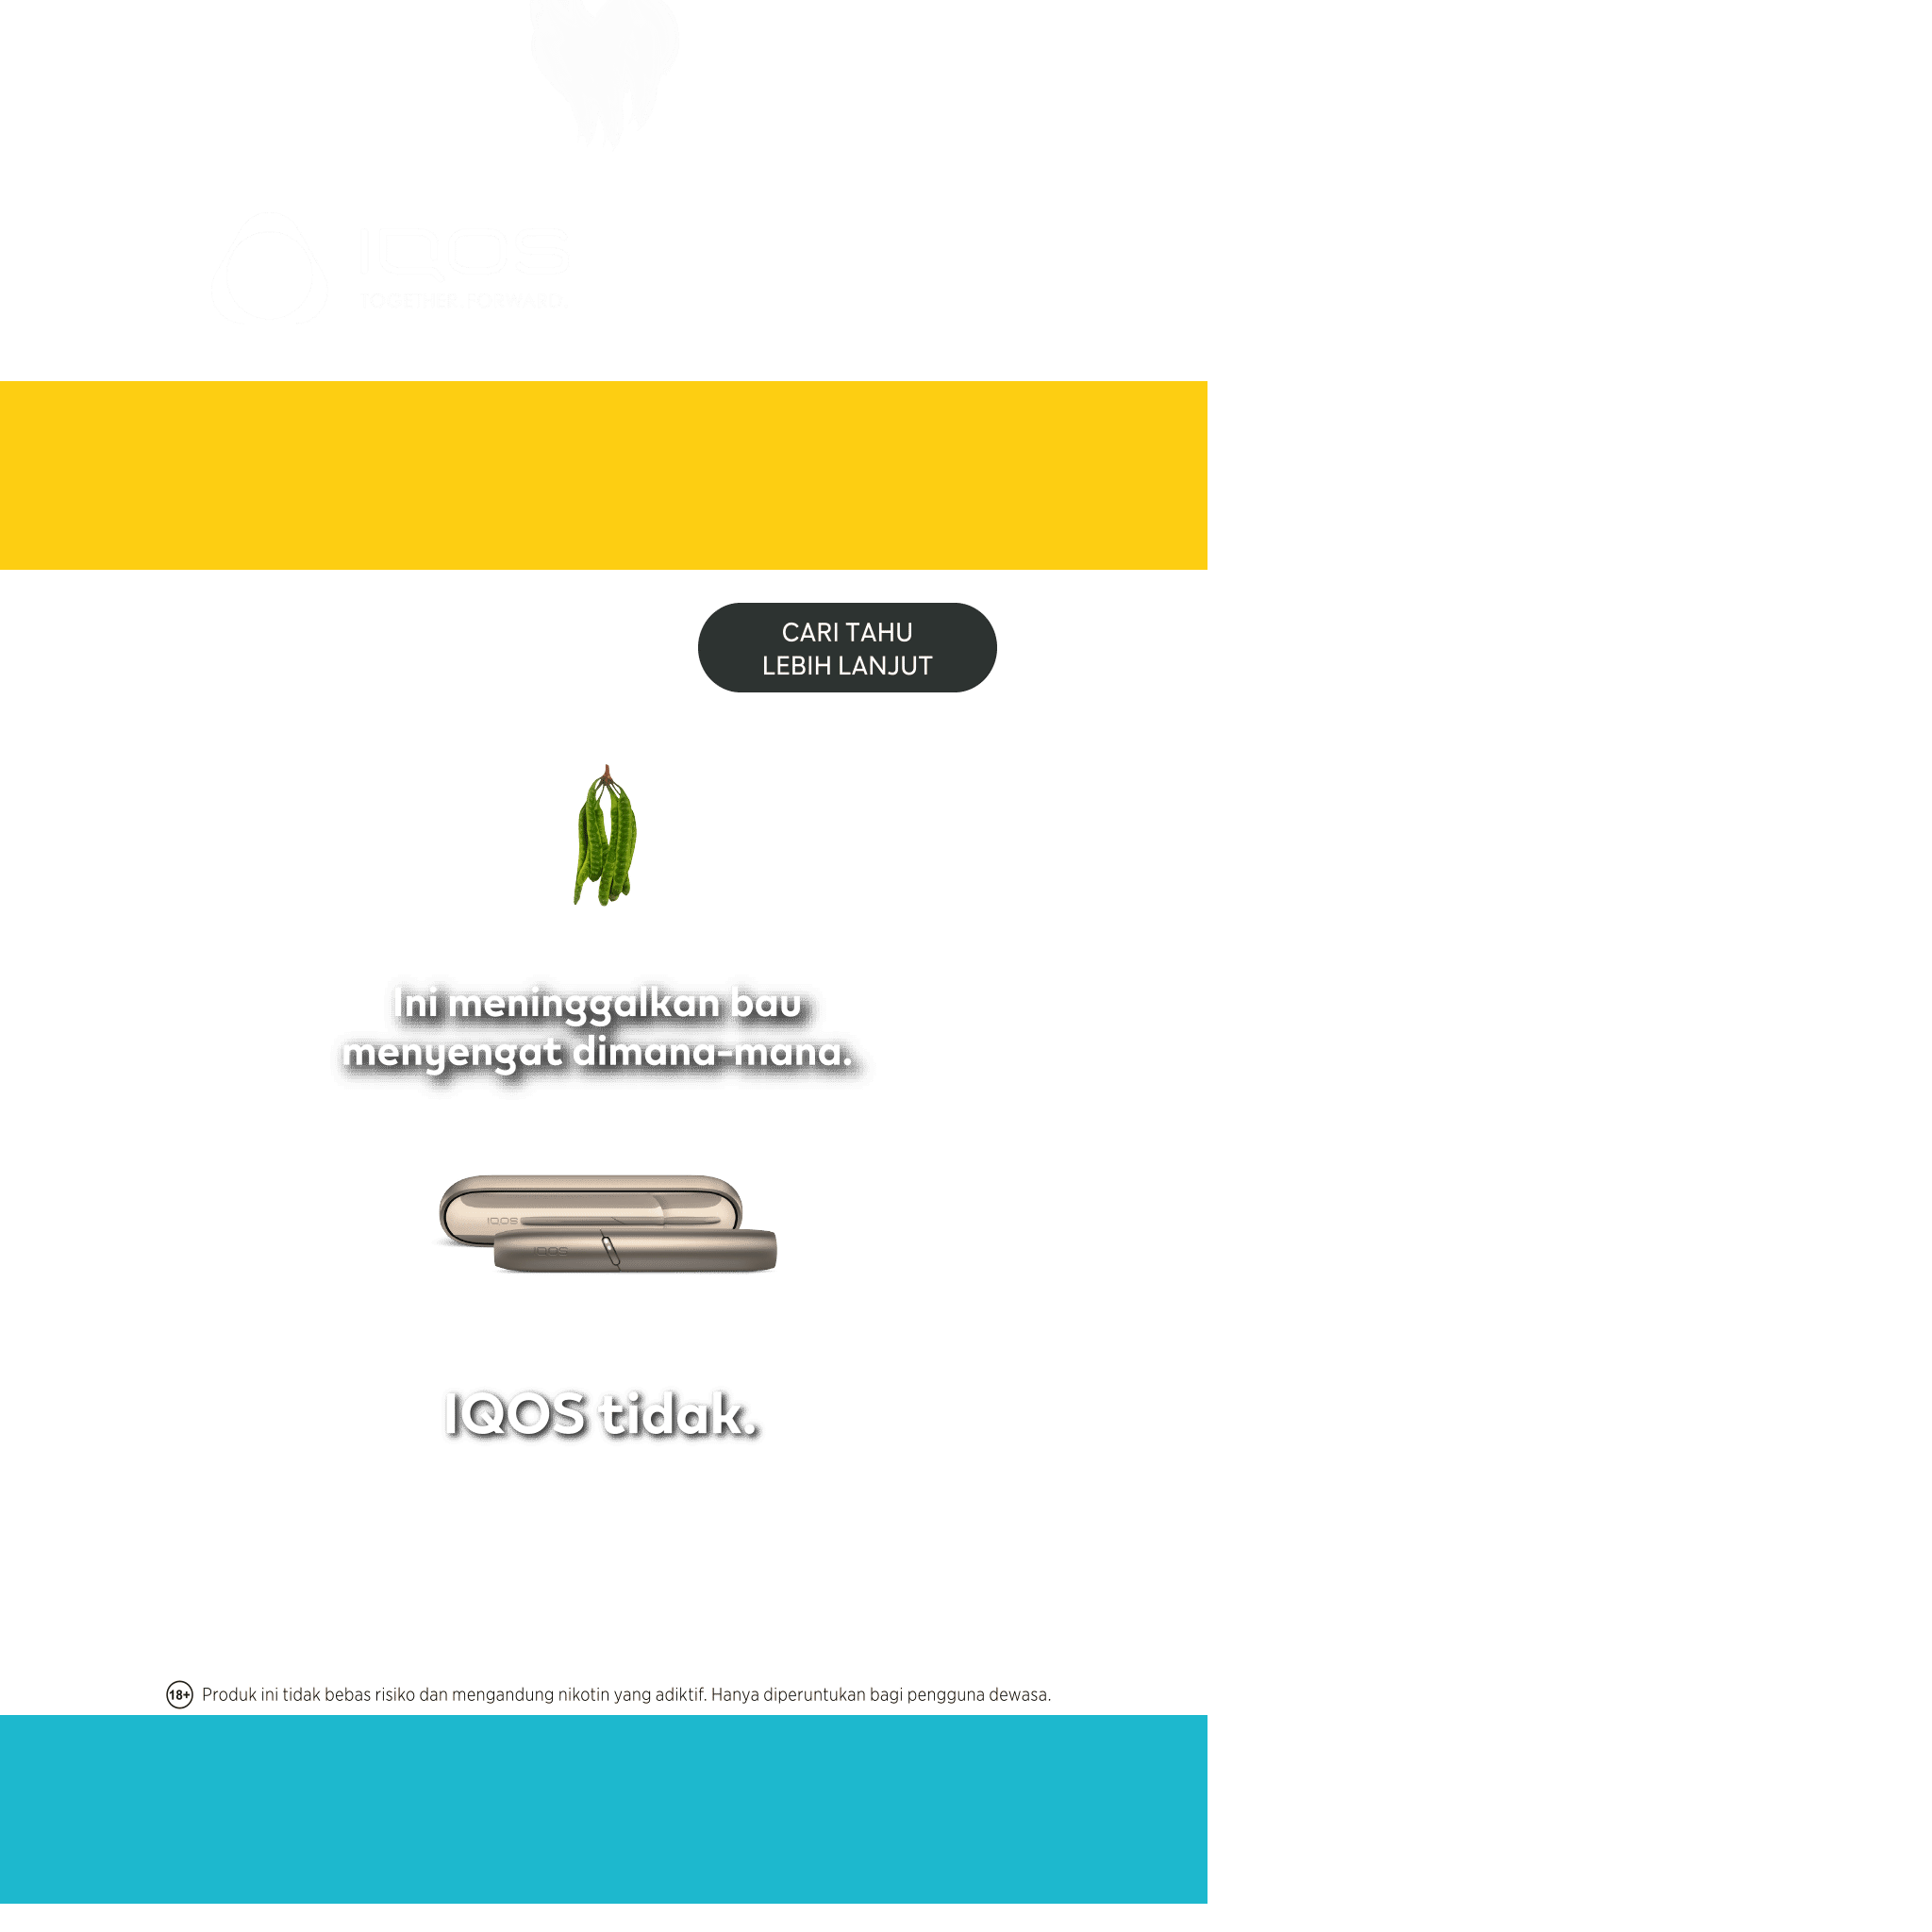 IQOS
TOGETHER. FORWARD.
CARI TAHU
LEBIH LANJUT
Ini meninggalkan bau
menyengat dimana-mana.
IQOS
IQOS
IQOS tidak.
18+ Produk ini tidak bebas risiko dan mengandung nikotin yang adiktif. Hanya diperuntukan bagi pengguna dewasa.